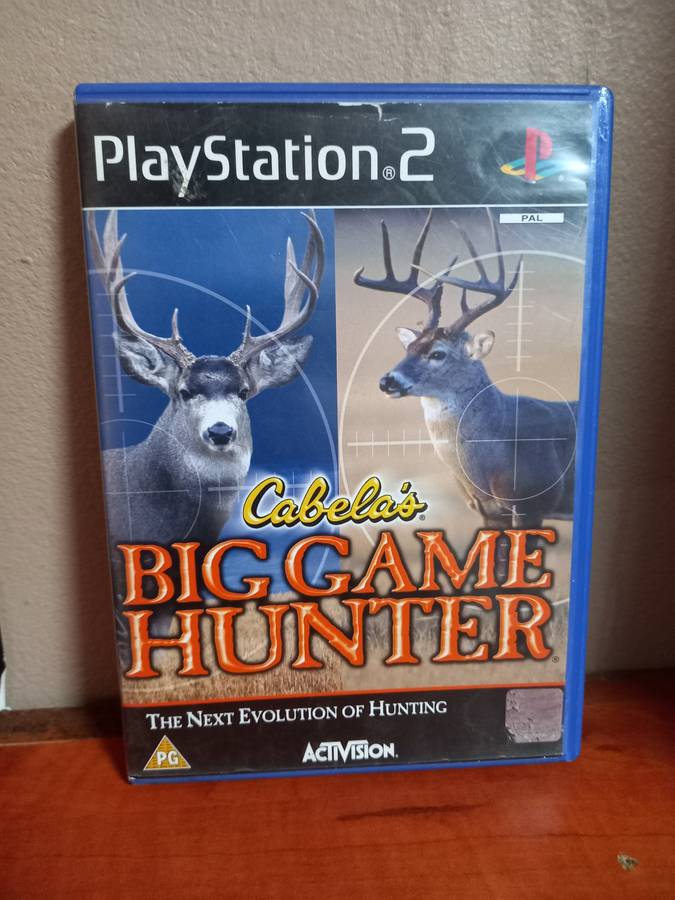 PlayStation®2
PAL
Cabela's®
BIG GAME
HUNTER®
THE NEXT EVOLUTION OF HUNTING
PG
ACTIVISION®